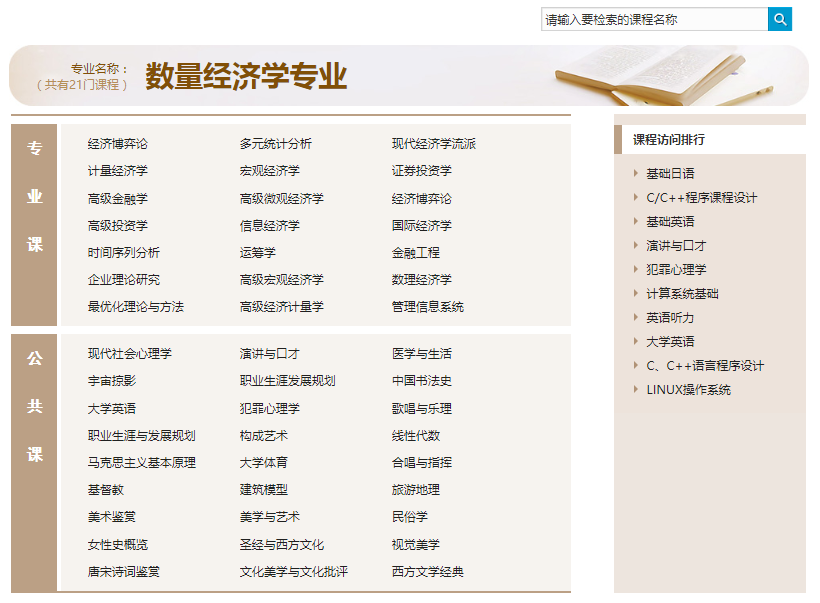 请输入要检索的课程名称
专业名称：
（共有21门课程）
数量经济学专业
专业课
经济博弈论 多元统计分析 现代经济学流派
计量经济学 宏观经济学 证券投资学
高级金融学 高级微观经济学 经济博弈论
高级投资学 信息经济学 国际经济学
时间序列分析 运筹学 金融工程
企业理论研究 高级宏观经济学 数理经济学
最优化理论与方法 高级经济计量学 管理信息系统
公共课
现代社会心理学 演讲与口才 医学与生活
宇宙掠影 职业生涯发展规划 中国书法史
大学英语 犯罪心理学 歌唱与乐理
职业生涯与发展规划 构成艺术 线性代数
马克思主义基本原理 大学体育 合唱与指挥
基督教 建筑模型 旅游地理
美术鉴赏 美学与艺术 民俗学
女性史概览 圣经与西方文化 视觉美学
唐宋诗词鉴赏 文化美学与文化批评 西方文学经典
课程访问排行
基础日语
C/C++程序课程设计
基础英语
演讲与口才
犯罪心理学
计算系统基础
英语听力
大学英语
C、C++语言程序设计
LINUX操作系统